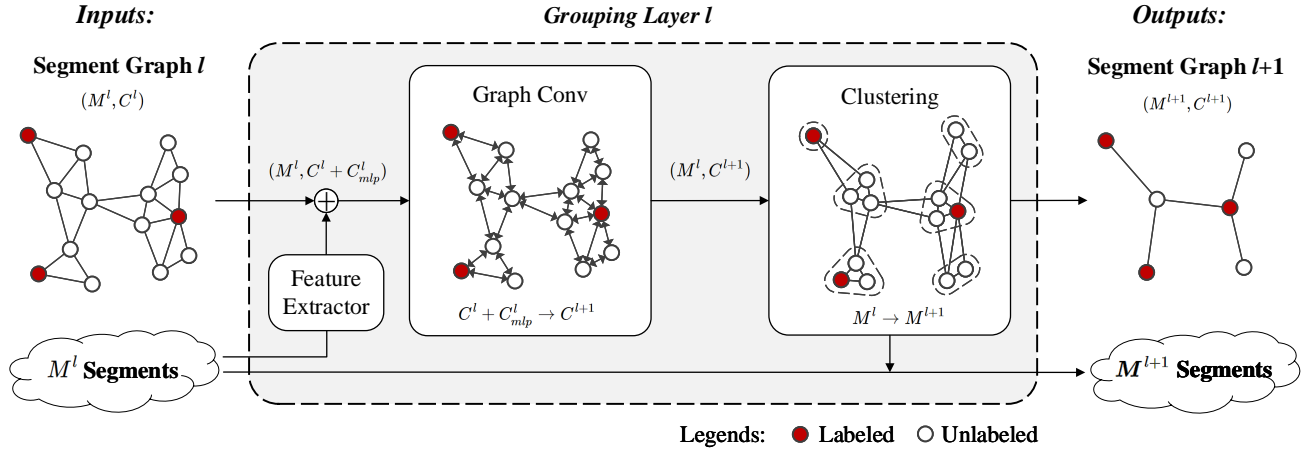 Inputs:
Grouping Layer l
Outputs:
Segment Graph l
(M^l, C^l)
Graph Conv
Clustering
Segment Graph l+1
(M^{l+1}, C^{l+1})
(M^l, C^l + C^l_{mlp})
(M^l, C^{l+1})
Feature
Extractor
C^l + C^l_{mlp} → C^{l+1}
M^l → M^{l+1}
M^l Segments
M^{l+1} Segments
Legends: Labeled Unlabeled